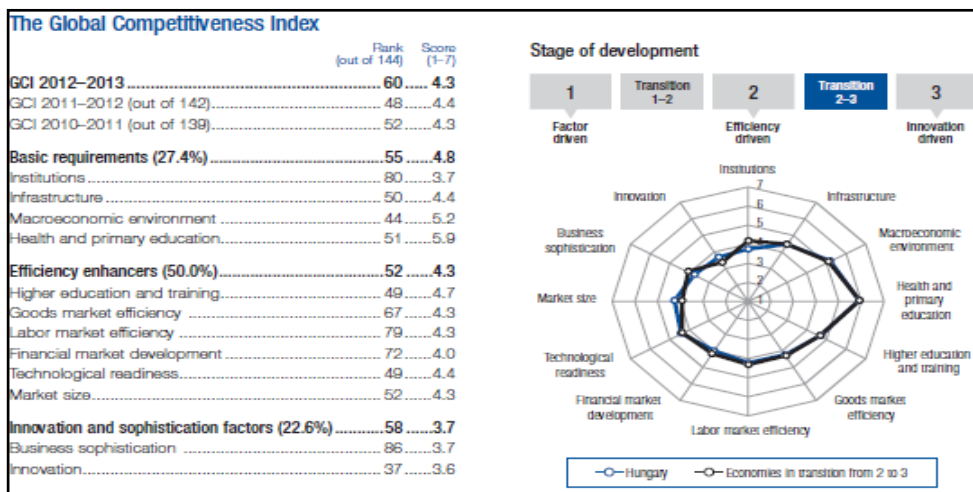 The Global Competitiveness Index
Rank Score
(out of 144) (1–7)
GCI 2012–2013 60 4.3
GCI 2011–2012 (out of 142) 48 4.4
GCI 2010–2011 (out of 139) 52 4.3
Basic requirements (27.4%) 55 4.8
Institutions 80 3.7
Infrastructure 50 4.4
Macroeconomic environment 44 5.2
Health and primary education 51 5.9
Efficiency enhancers (50.0%) 52 4.3
Higher education and training 49 4.7
Goods market efficiency 67 4.3
Labor market efficiency 79 4.3
Financial market development 72 4.0
Technological readiness 49 4.4
Market size 52 4.3
Innovation and sophistication factors (22.6%) 58 3.7
Business sophistication 86 3.7
Innovation 37 3.6
Stage of development
1
Transition
1–2
2
Transition
2–3
3
Factor
driven
Efficiency
driven
Innovation
driven
Institutions
Infrastructure
Macroeconomic
environment
Health and
primary
education
Higher education
and training
Goods market
efficiency
Labor market efficiency
Financial market
development
Technological
readiness
Market size
Business
sophistication
Innovation
7
6
5
4
3
2
1
Hungary
Economies in transition from 2 to 3